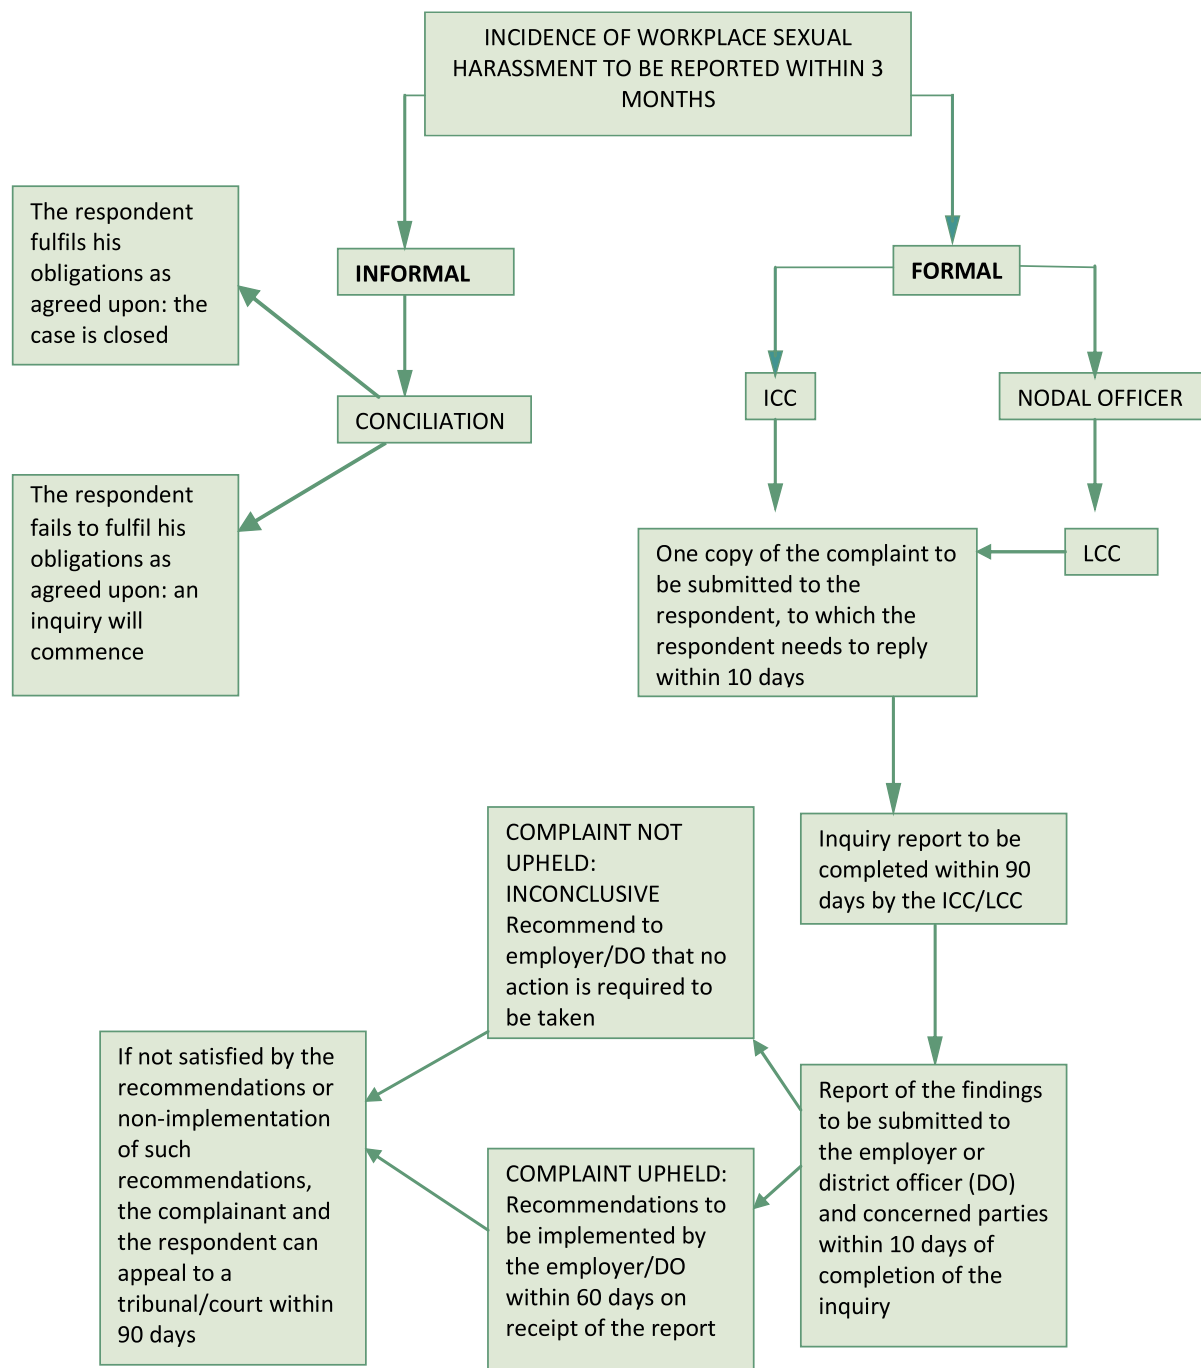 INCIDENCE OF WORKPLACE SEXUAL
HARASSMENT TO BE REPORTED WITHIN 3
MONTHS
The respondent
fulfils his
obligations as
agreed upon: the
case is closed
INFORMAL
FORMAL
CONCILIATION
ICC
NODAL OFFICER
The respondent
fails to fulfil his
obligations as
agreed upon: an
inquiry will
commence
One copy of the complaint to
be submitted to the
respondent, to which the
respondent needs to reply
within 10 days
LCC
COMPLAINT NOT
UPHELD:
INCONCLUSIVE
Recommend to
employer/DO that no
action is required to
be taken
Inquiry report to be
completed within 90
days by the ICC/LCC
If not satisfied by the
recommendations or
non-implementation
of such
recommendations,
the complainant and
the respondent can
appeal to a
tribunal/court within
90 days
COMPLAINT UPHELD:
Recommendations to
be implemented by
the employer/DO
within 60 days on
receipt of the report
Report of the findings
to be submitted to
the employer or
district officer (DO)
and concerned parties
within 10 days of
completion of the
inquiry